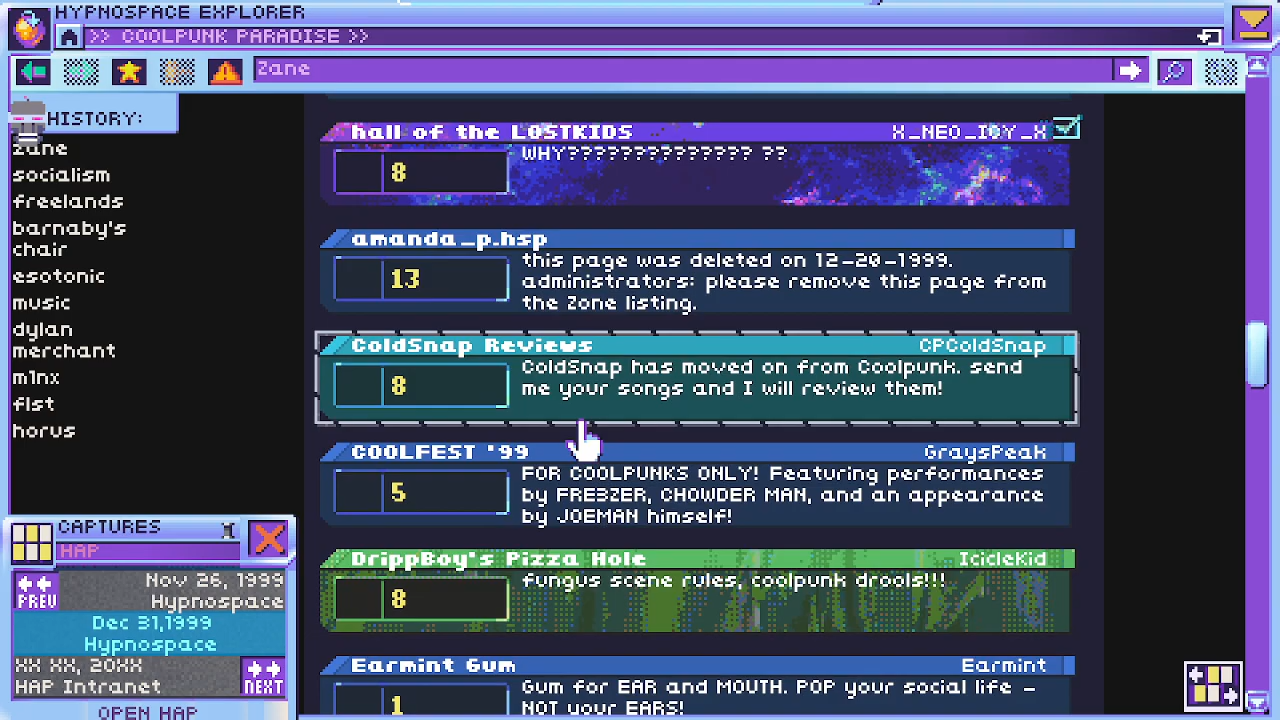 HYPNOSPACE EXPLORER
>> COOLPUNK PARADISE >>
Zane
HISTORY:
zane
socialism
freelands
barnaby's
chair
esotonic
music
dylan
merchant
m1nx
f1st
horus
hall of the LOSTKIDS
X_NEO_IOY_X
8
WHY?????????????? ??
amanda_p.hsp
13
this page was deleted on 12-20-1999.
administrators: please remove this page from
the Zone listing.
ColdSnap Reviews
CPColdSnap
8
ColdSnap has moved on from Coolpunk. send
me your songs and I will review them!
COOLFEST '99
GraysPeak
5
FOR COOLPUNKS ONLY! Featuring performances
by FRE3ZER, CHOWDER MAN, and an appearance
by JOEMAN himself!
DrippBoy's Pizza Hole
IcicleKid
8
fungus scene rules, coolpunk drools!!!
Earmint Gum
Earmint
1
Gum for EAR and MOUTH. POP your social life -
NOT your EARS!
CAPTURES
HAP
PREV
Nov 26, 1999
Hypnospace
Dec 31,1999
Hypnospace
XX XX, 20XX
HAP Intranet
NEXT
OPEN HAP